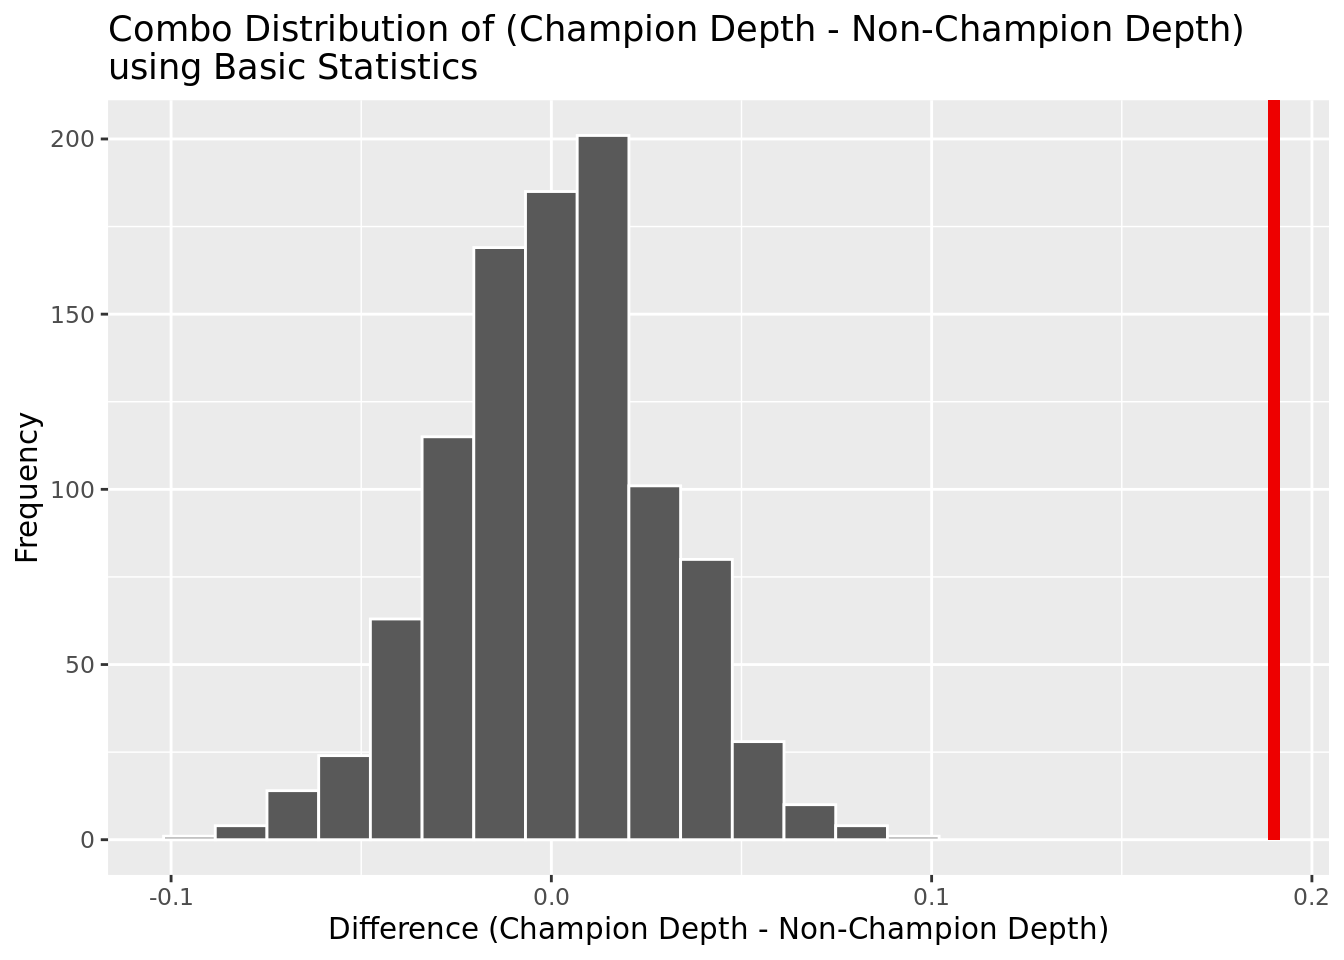 Combo Distribution of (Champion Depth - Non-Champion Depth)
using Basic Statistics
200
150
100
50
0
Frequency
-0.1
0.0
0.1
0.2
Difference (Champion Depth - Non-Champion Depth)